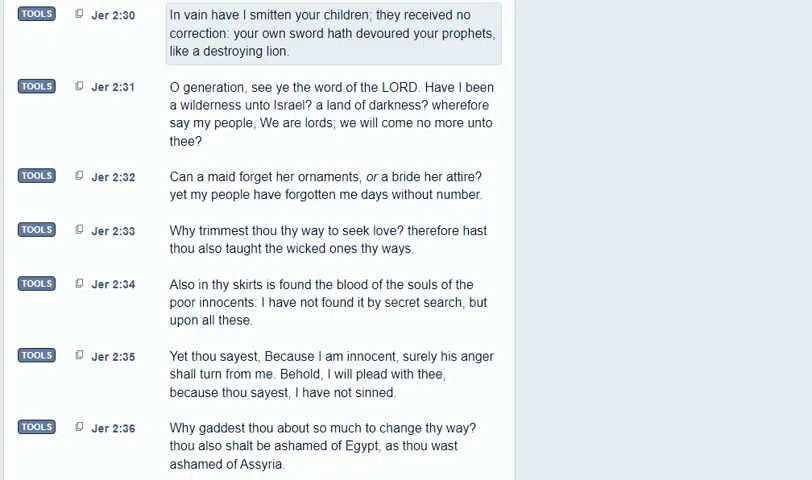 TOOLS Jer 2:30 In vain have I smitten your children; they received no
correction: your own sword hath devoured your prophets,
like a destroying lion.
TOOLS Jer 2:31 O generation, see ye the word of the LORD. Have I been
a wilderness unto Israel? a land of darkness? wherefore
say my people, We are lords; we will come no more unto
thee?
TOOLS Jer 2:32 Can a maid forget her ornaments, or a bride her attire?
yet my people have forgotten me days without number.
TOOLS Jer 2:33 Why trimmest thou thy way to seek love? therefore hast
thou also taught the wicked ones thy ways.
TOOLS Jer 2:34 Also in thy skirts is found the blood of the souls of the
poor innocents: I have not found it by secret search, but
upon all these.
TOOLS Jer 2:35 Yet thou sayest, Because I am innocent, surely his anger
shall turn from me. Behold, I will plead with thee,
because thou sayest, I have not sinned.
TOOLS Jer 2:36 Why gaddest thou about so much to change thy way?
thou also shalt be ashamed of Egypt, as thou wast
ashamed of Assyria.